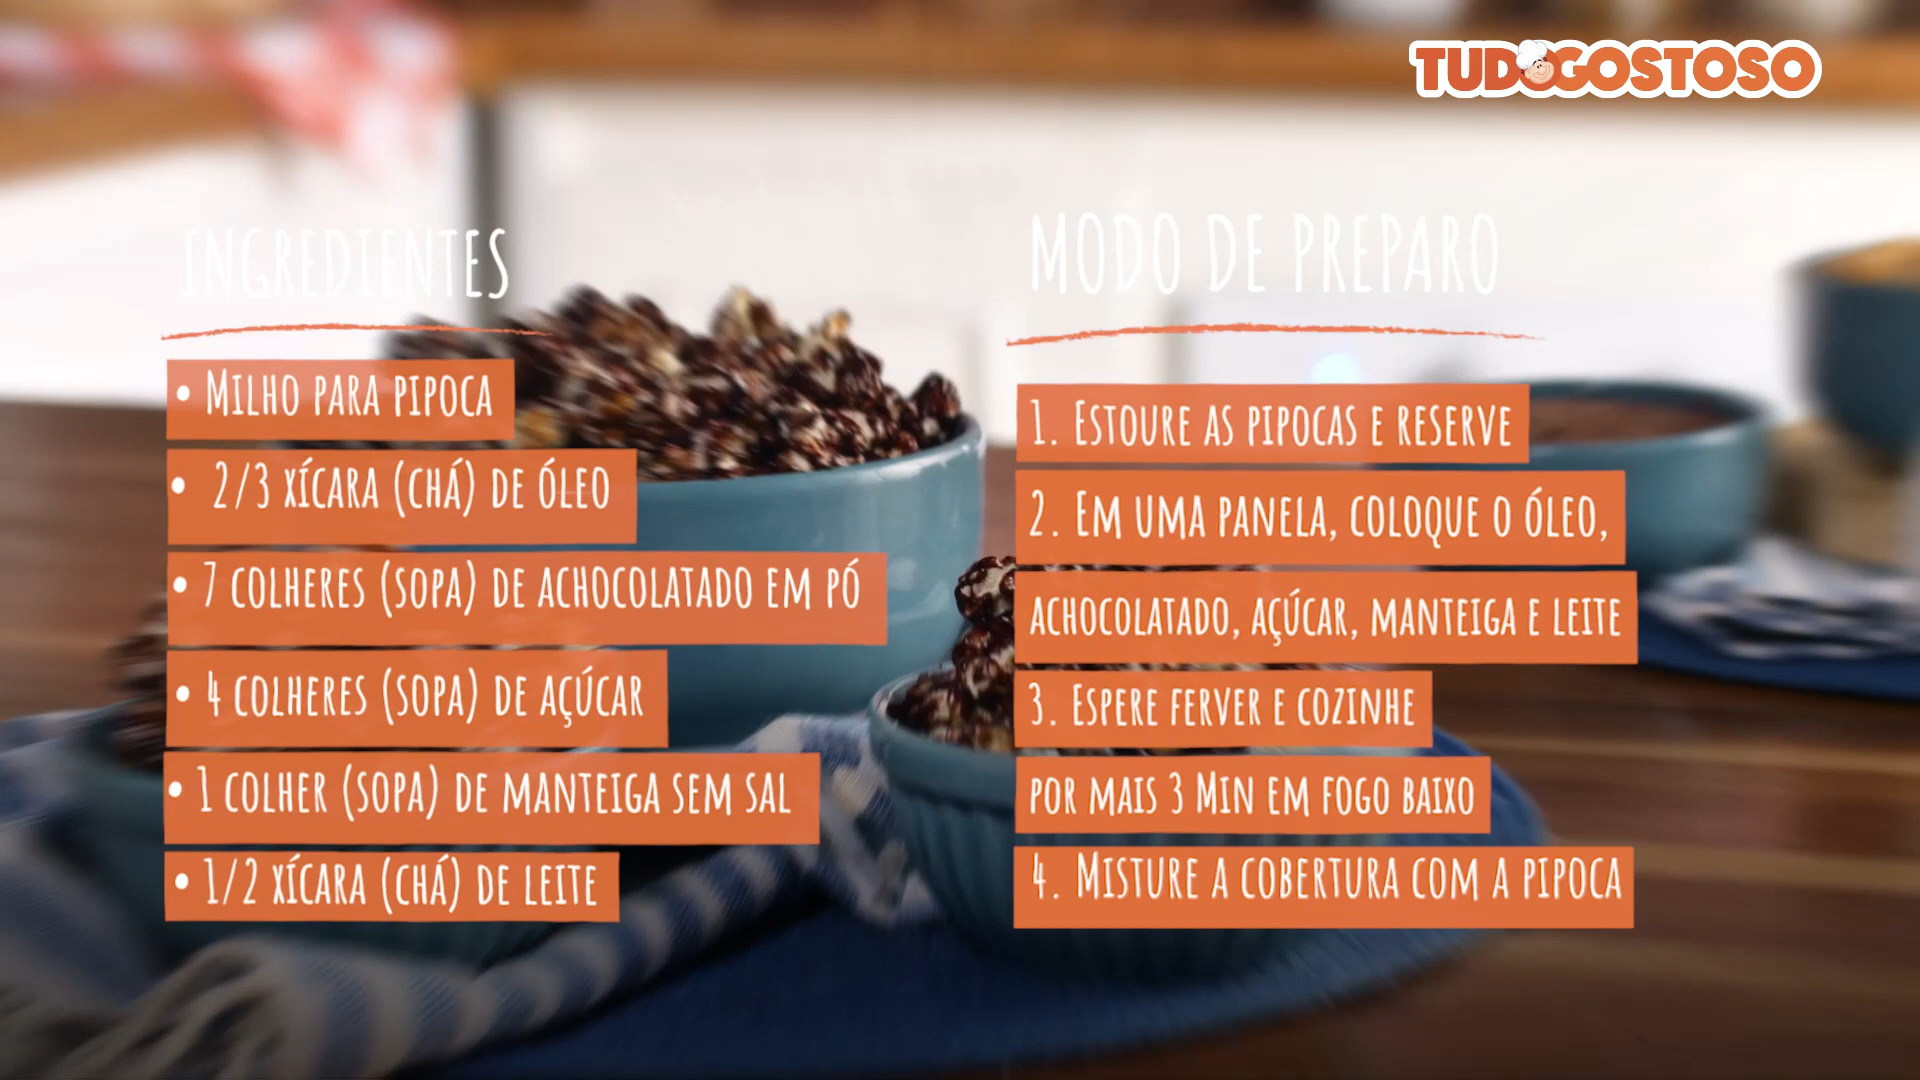 TUDOGOSTOSO
INGREDIENTES
• MILHO PARA PIPOCA
• 2/3 XÍCARA (CHÁ) DE ÓLEO
• 7 COLHERES (SOPA) DE ACHOCOLATADO EM PÓ
• 4 COLHERES (SOPA) DE AÇÚCAR
• 1 COLHER (SOPA) DE MANTEIGA SEM SAL
• 1/2 XÍCARA (CHÁ) DE LEITE
MODO DE PREPARO
1. ESTOURE AS PIPOCAS E RESERVE
2. EM UMA PANELA, COLOQUE O ÓLEO,
ACHOCOLATADO, AÇÚCAR, MANTEIGA E LEITE
3. ESPERE FERVER E COZINHE
POR MAIS 3 MIN EM FOGO BAIXO
4. MISTURE A COBERTURA COM A PIPOCA